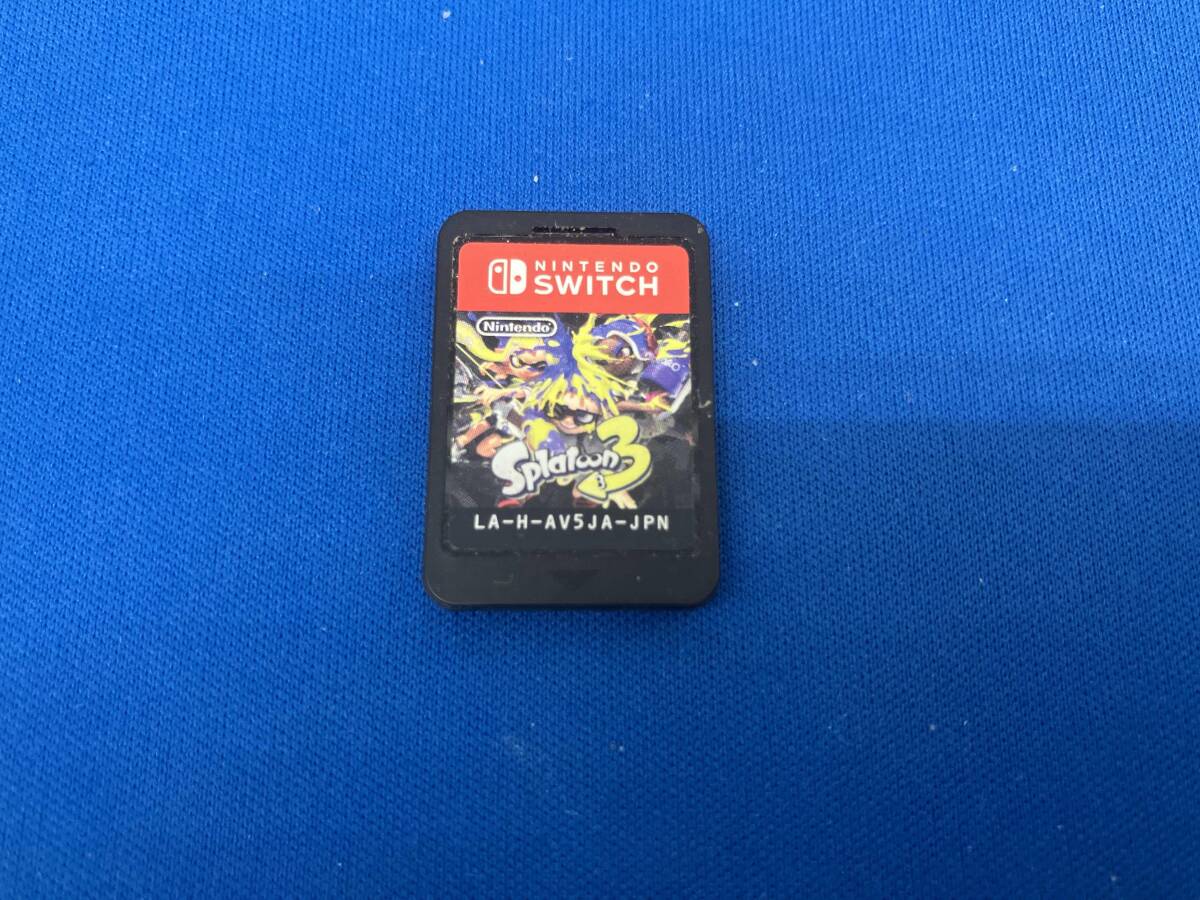 NINTENDO
SWITCH
Nintendo
Splatoon 3
LA-H-AV5JA-JPN